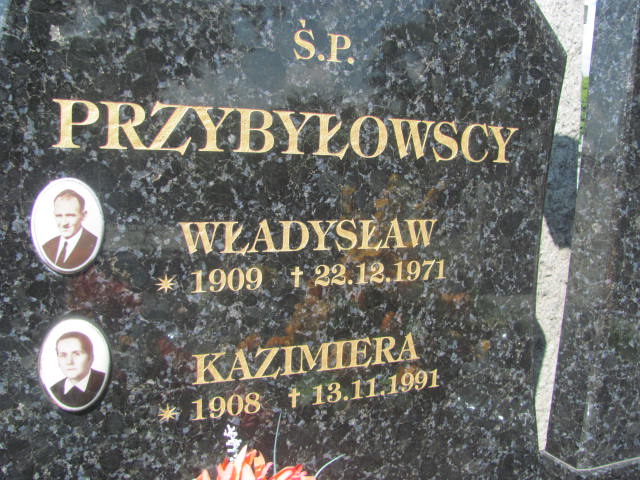 Ś.P.
PRZYBYŁOWSCY
WŁADYSŁAW
* 1909 † 22.12.1971
KAZIMIERA
* 1908 † 13.11.1991